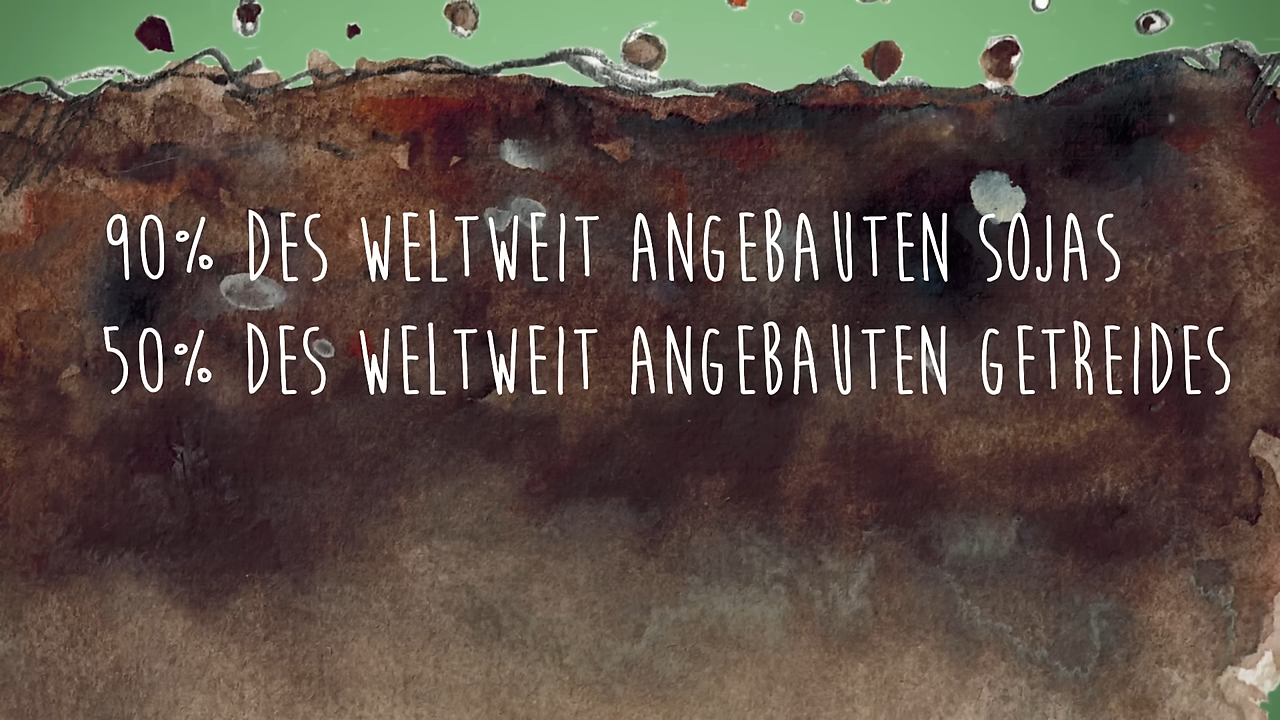 90% DES WELTWEIT ANGEBAUTEN SOJAS
50% DES WELTWEIT ANGEBAUTEN GETREIDES